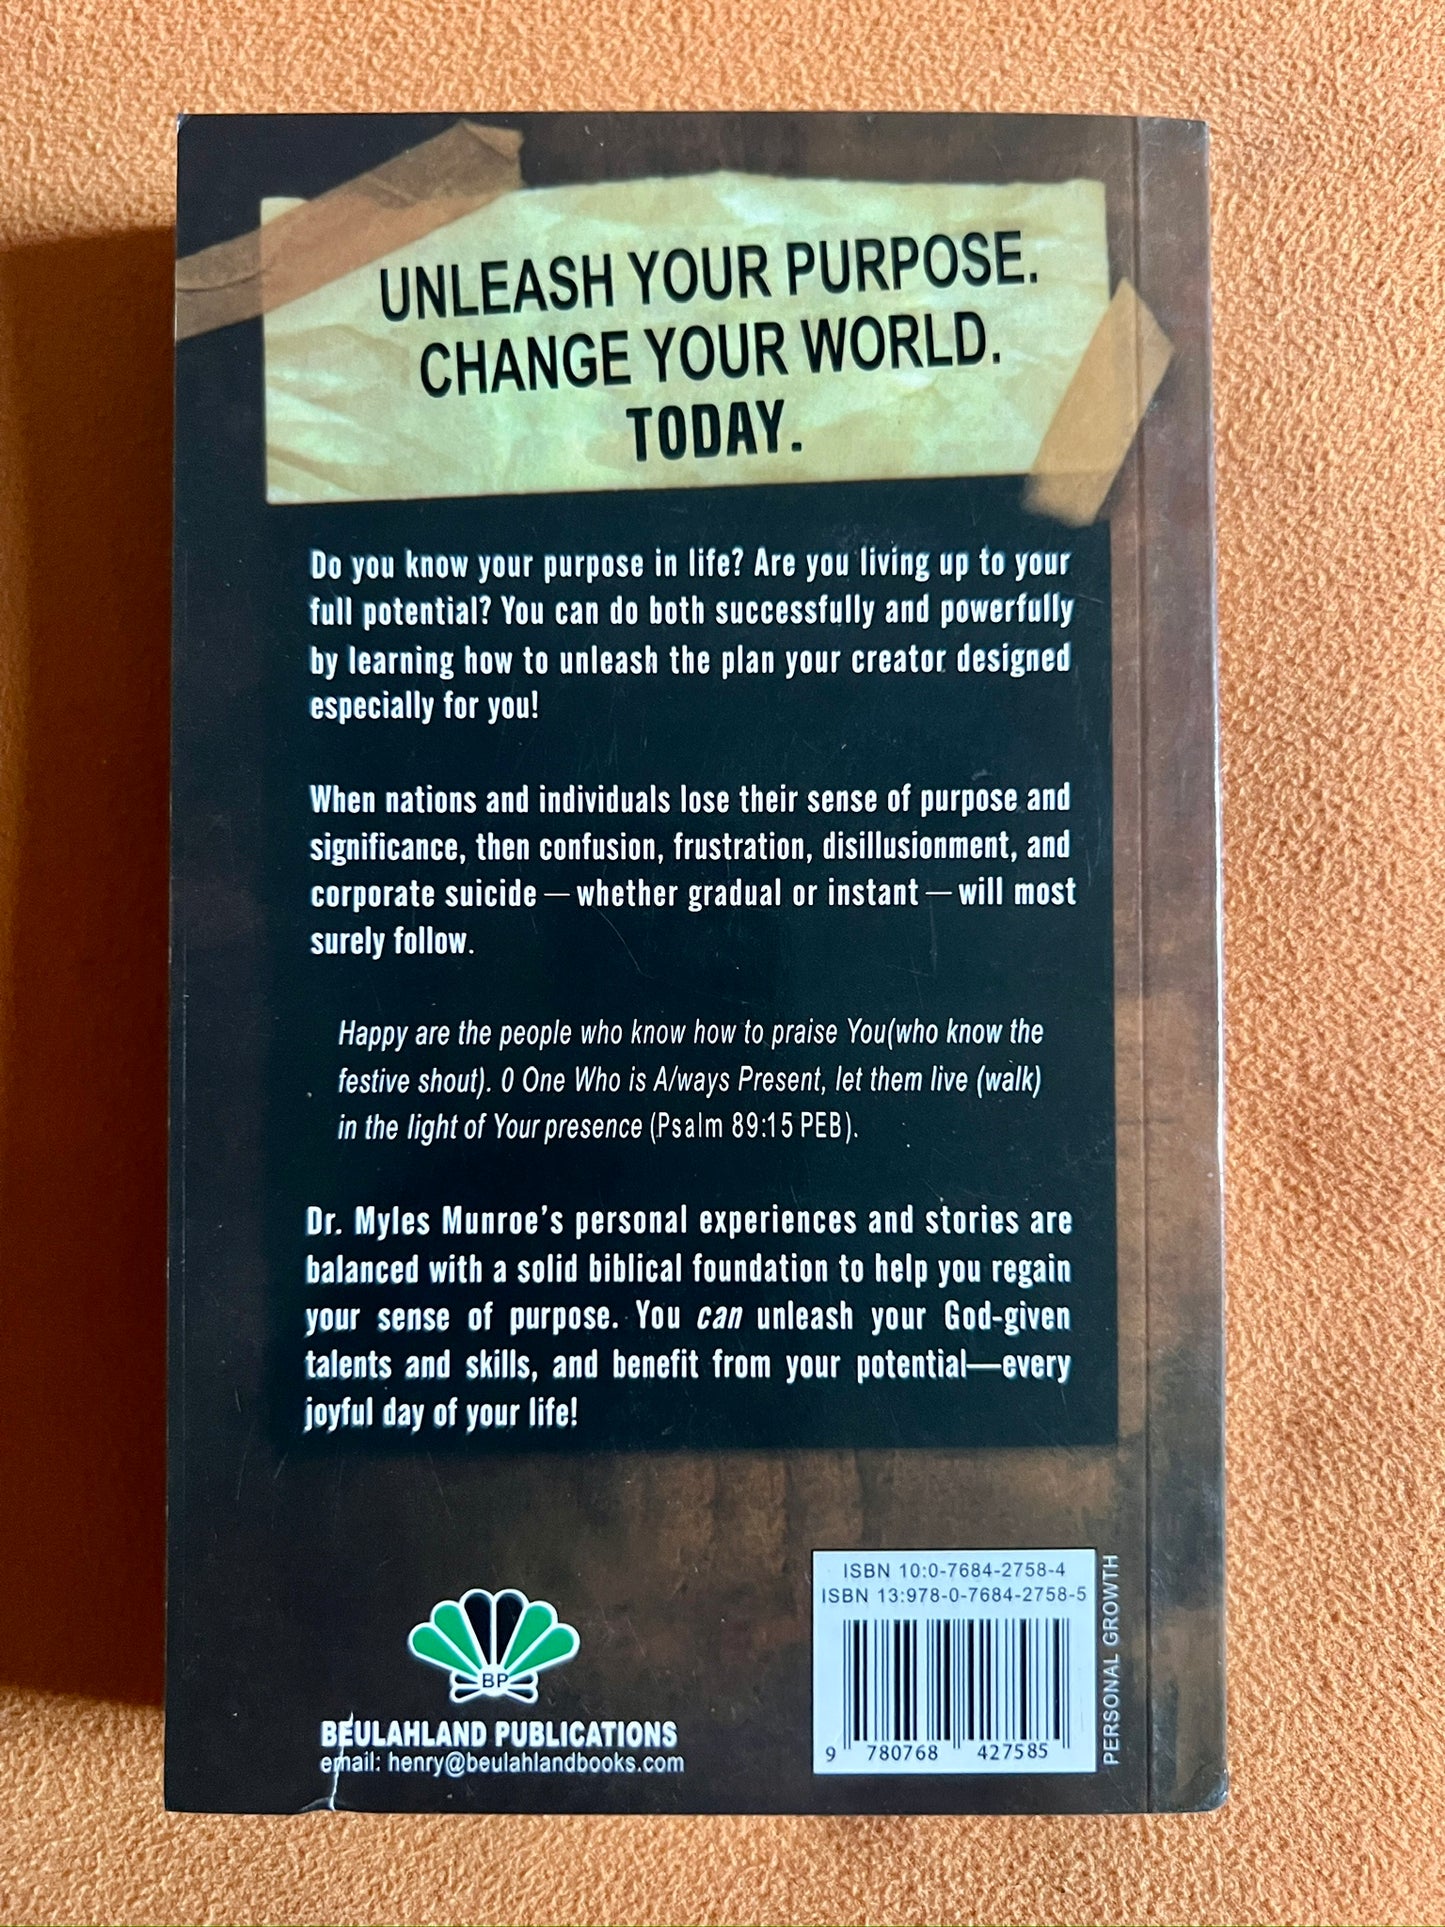 UNLEASH YOUR PURPOSE.
CHANGE YOUR WORLD.
TODAY.
Do you know your purpose in life? Are you living up to your
full potential? You can do both successfully and powerfully
by learning how to unleash the plan your creator designed
especially for you!
When nations and individuals lose their sense of purpose and
significance, then confusion, frustration, disillusionment, and
corporate suicide — whether gradual or instant — will most
surely follow.
Happy are the people who know how to praise You(who know the
festive shout). 0 One Who is A/ways Present, let them live (walk)
in the light of Your presence (Psalm 89:15 PEB).
Dr. Myles Munroe's personal experiences and stories are
balanced with a solid biblical foundation to help you regain
your sense of purpose. You can unleash your God-given
talents and skills, and benefit from your potential—every
joyful day of your life!
BP
BEULAHLAND PUBLICATIONS
email: henry@beulahlandbooks.com
ISBN 10:0-7684-2758-4
ISBN 13:978-0-7684-2758-5
9 780768 427585
PERSONAL GROWTH